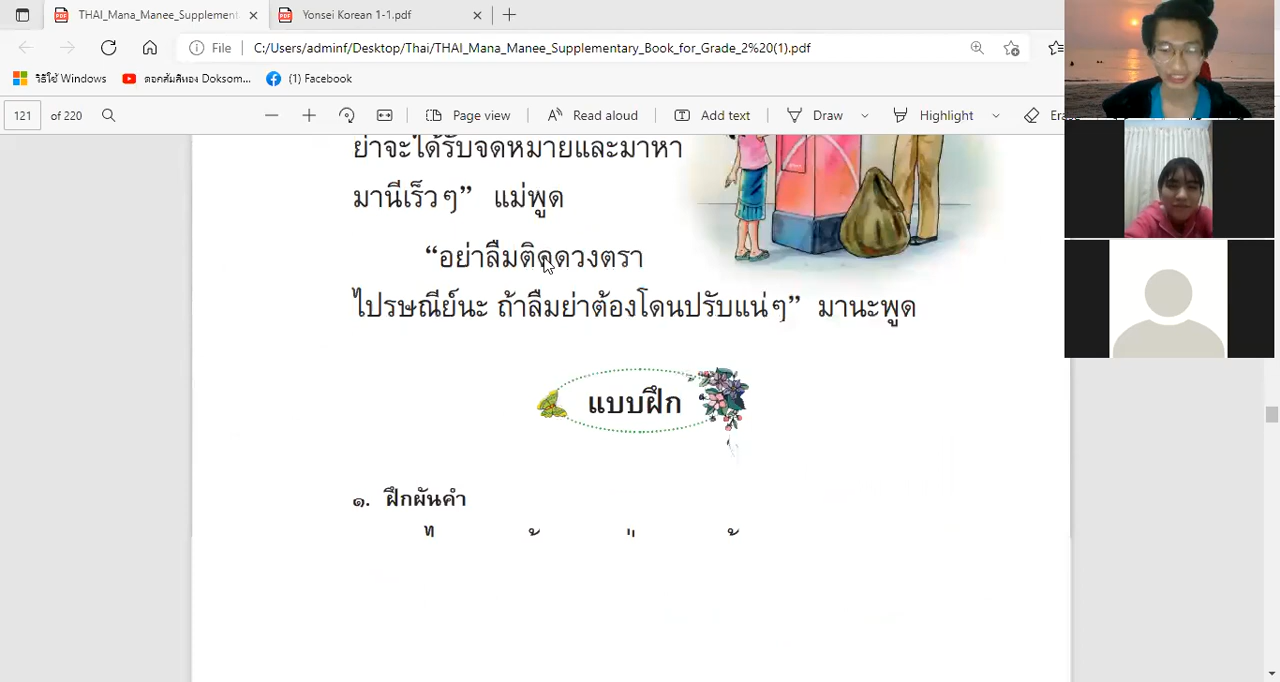 THAI_Mana_Manee_Supplementary
Yonsei Korean 1-1.pdf
File
C:/Users/adminf/Desktop/Thai/THAI_Mana_Manee_Supplementary_Book_for_Grade_2%20(1).pdf
วิธีใช้ Windows
ดอกส้มสีทอง Doksom...
(1) Facebook
121 of 220
Page view
Read aloud
Add text
Draw
Highlight
Era
ย่าจะได้รับจดหมายและมาหา
มานีเร็วๆ” แม่พูด
“อย่าลืมติดดวงตรา
ไปรษณีย์นะ ถ้าลืมย่าต้องโดนปรับแน่ๆ” มานะพูด
แบบฝึก
๑. ฝึกผันคำ